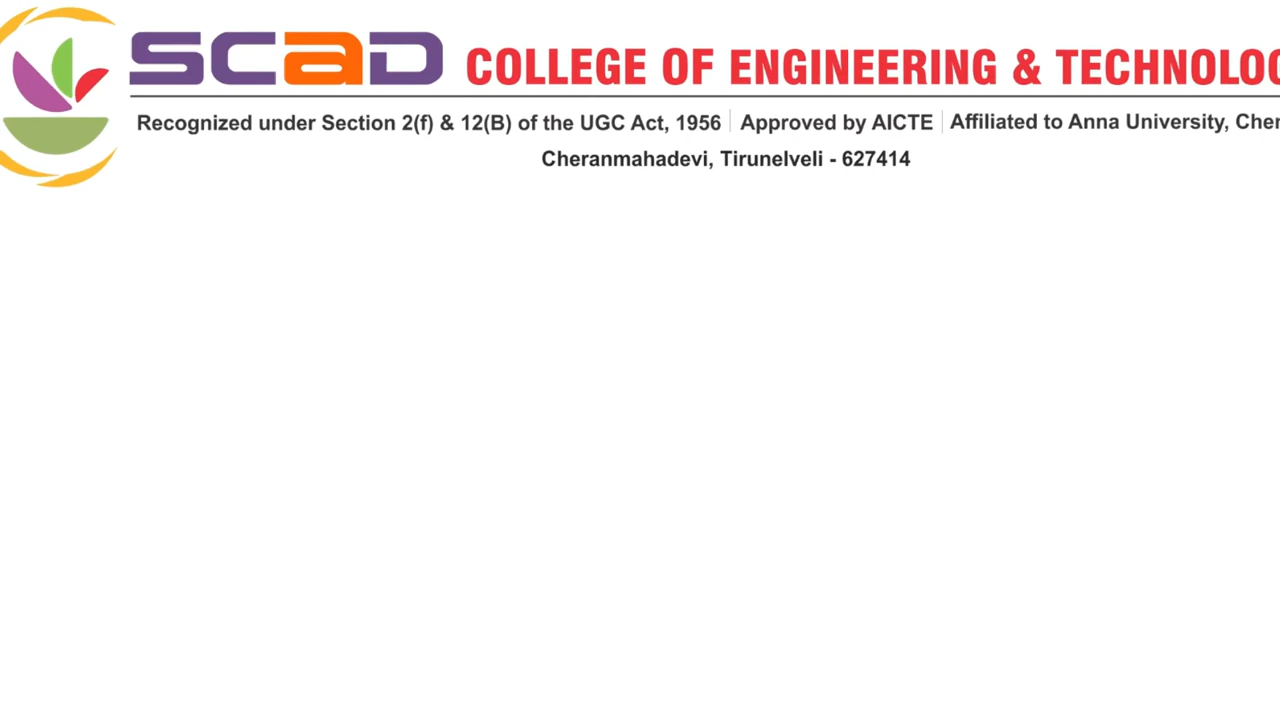 SCAD COLLEGE OF ENGINEERING & TECHNOLOG
Recognized under Section 2(f) & 12(B) of the UGC Act, 1956 | Approved by AICTE | Affiliated to Anna University, Chen
Cheranmahadevi, Tirunelveli - 627414